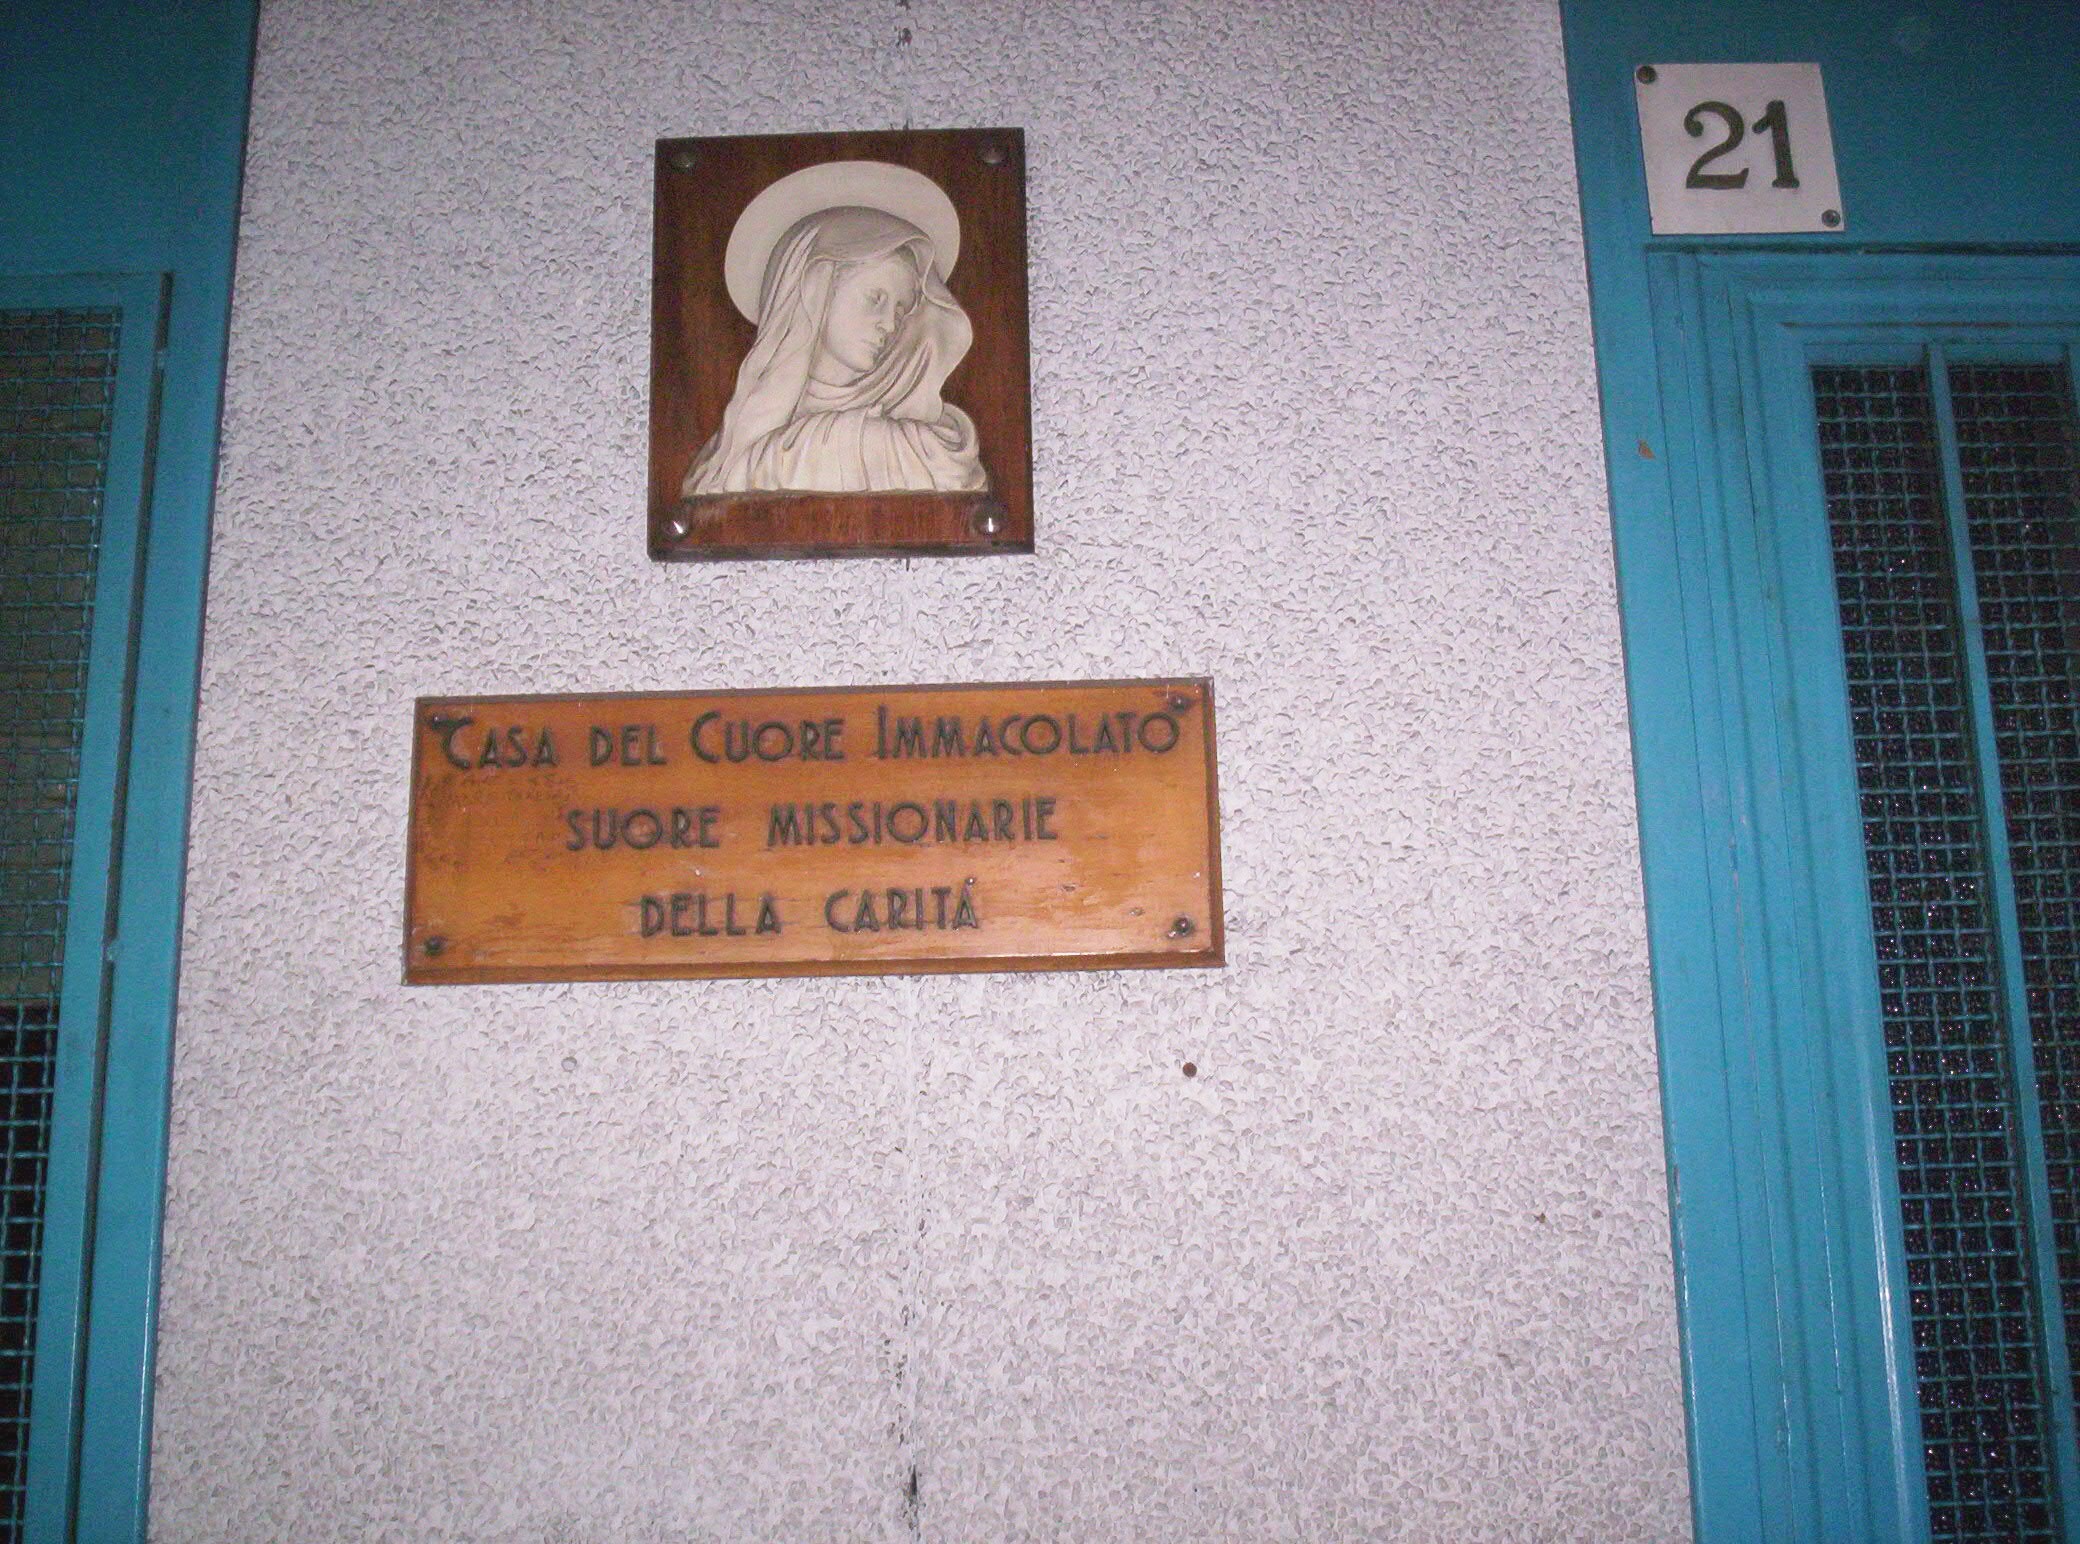 21
Casa del Cuore Immacolato
suore missionarie
della caritá